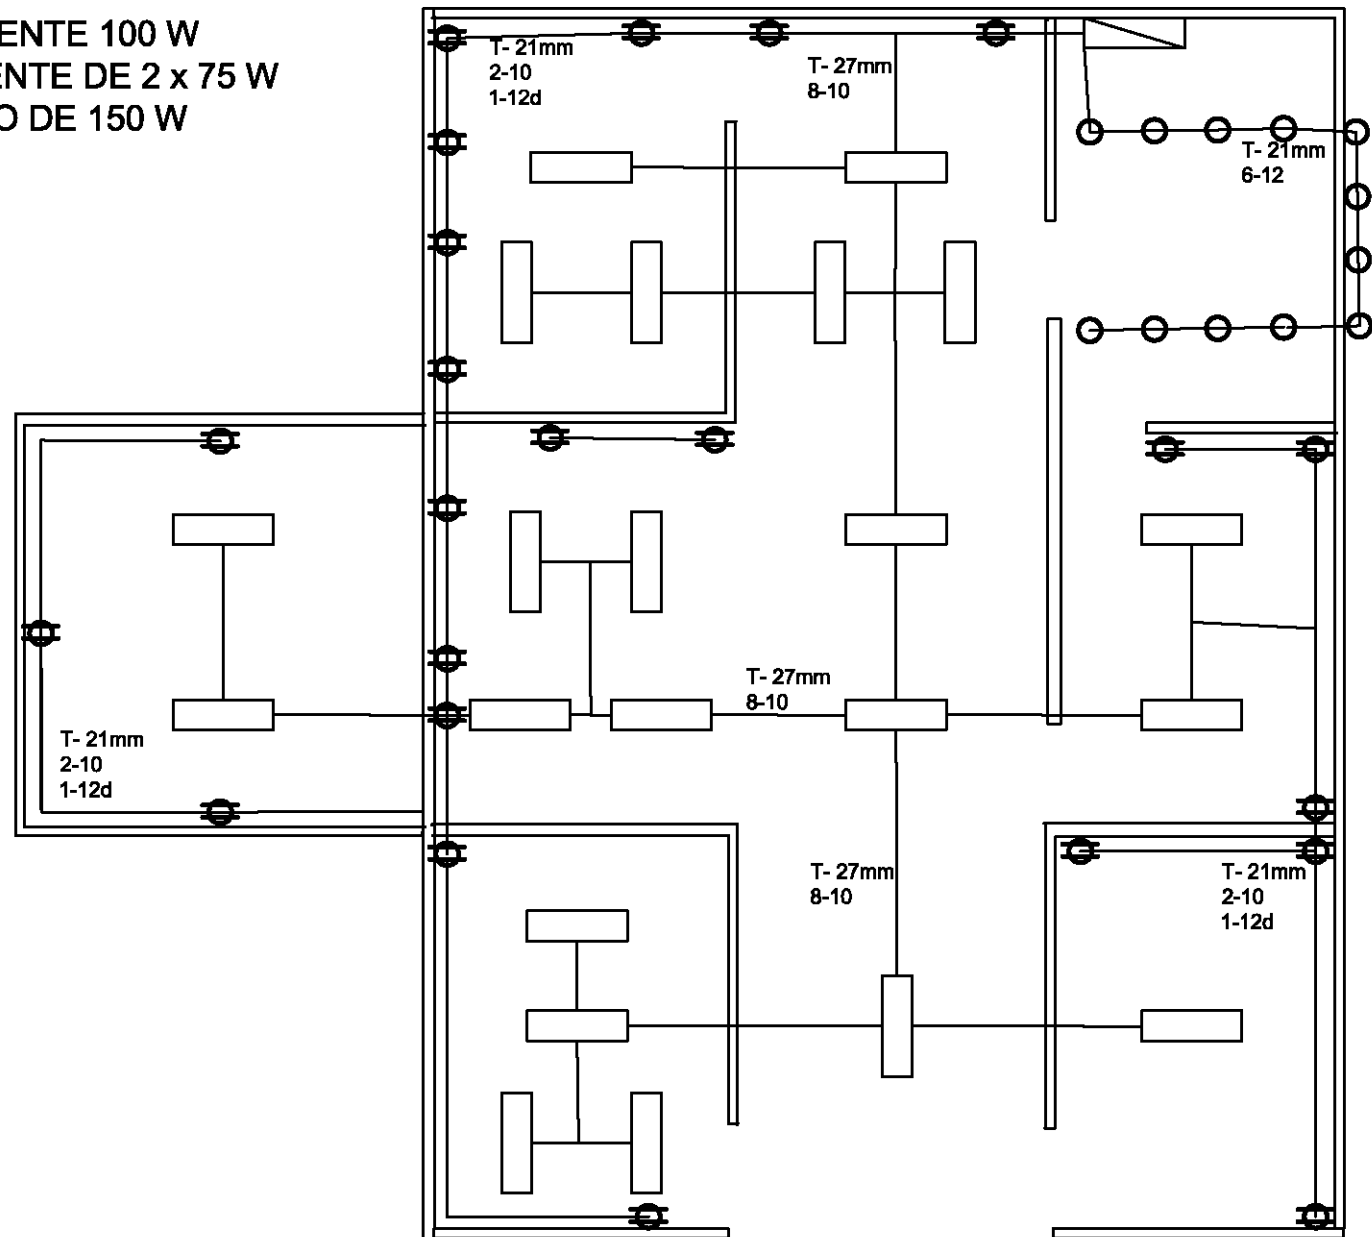 ENTE 100 W
ENTE DE 2 x 75 W
O DE 150 W
T- 21mm
2-10
1-12d
T- 27mm
8-10
T- 21mm
6-12
T- 27mm
8-10
T- 21mm
2-10
1-12d
T- 27mm
8-10
T- 21mm
2-10
1-12d